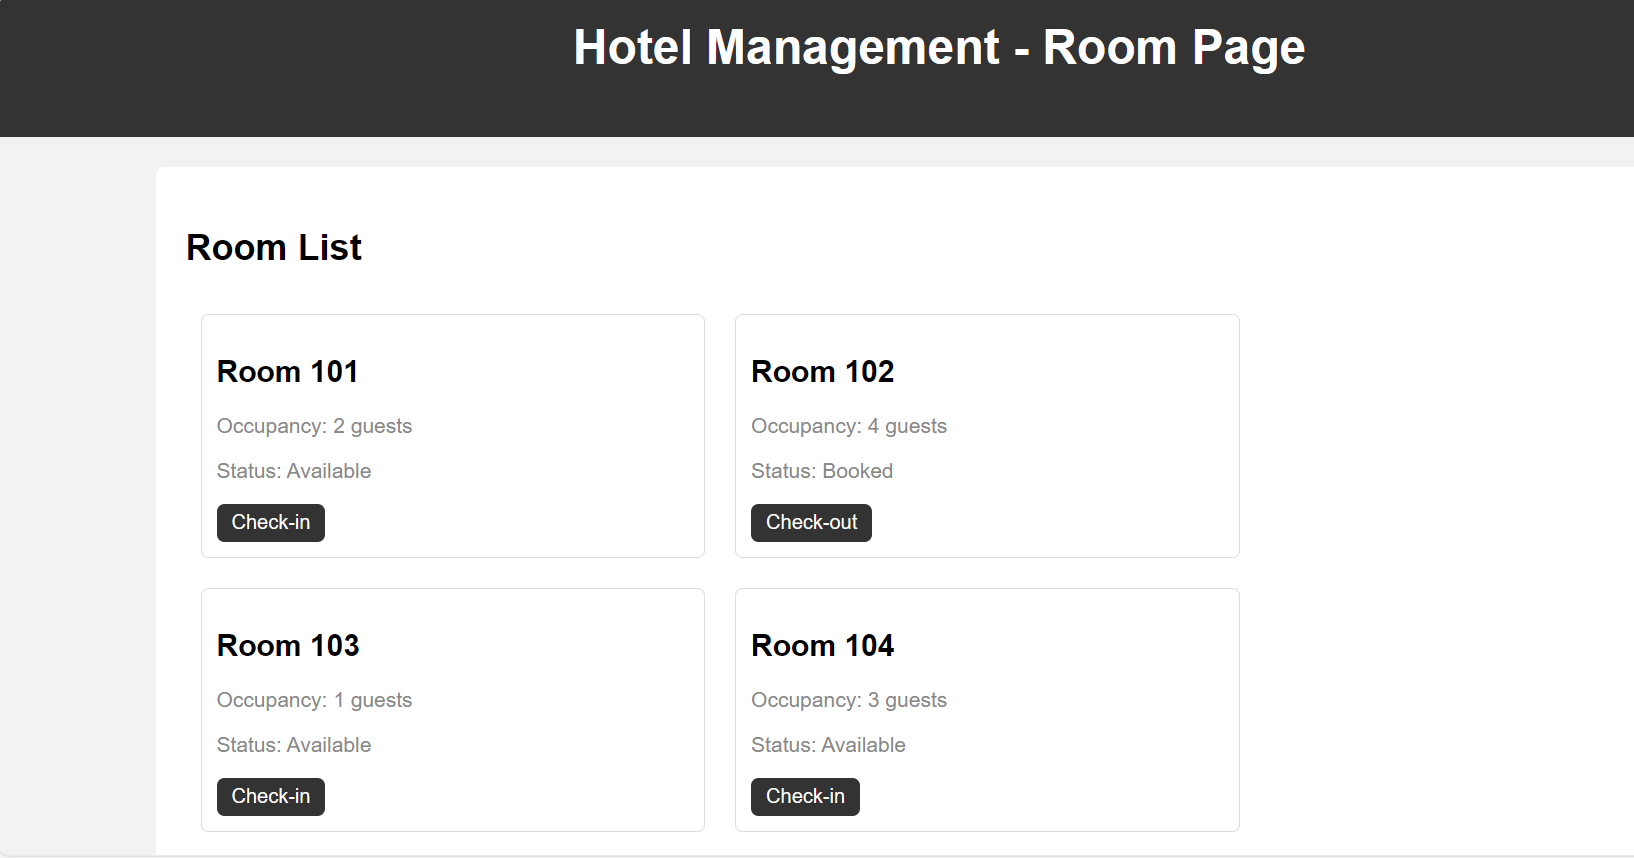 Hotel Management - Room Page
Room List
Room 101
Occupancy: 2 guests
Status: Available
Check-in
Room 102
Occupancy: 4 guests
Status: Booked
Check-out
Room 103
Occupancy: 1 guests
Status: Available
Check-in
Room 104
Occupancy: 3 guests
Status: Available
Check-in